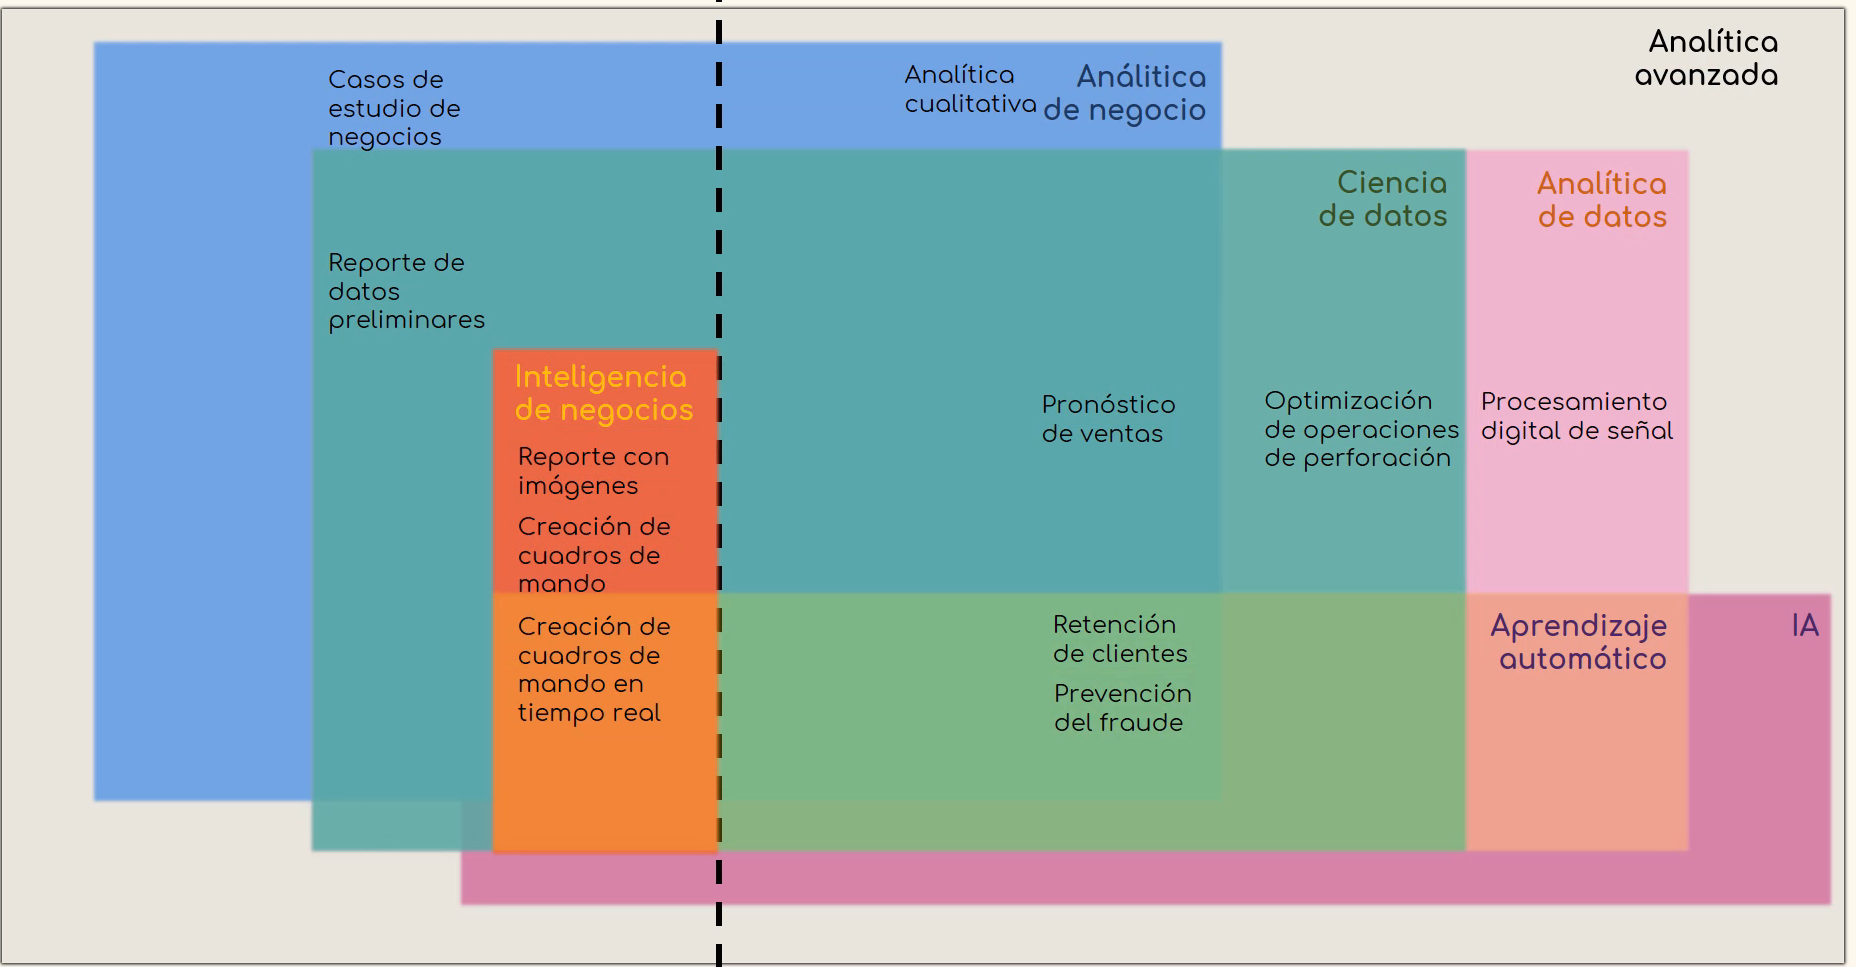 Analítica
avanzada
Casos de
estudio de
negocios
Analítica
cualitativa
Análitica
de negocio
Ciencia
de datos
Analítica
de datos
Reporte de
datos
preliminares
Inteligencia
de negocios
Reporte con
imágenes
Creación de
cuadros de
mando
Creación de
cuadros de
mando en
tiempo real
Pronóstico
de ventas
Optimización
de operaciones
de perforación
Procesamiento
digital de señal
Retención
de clientes
Prevención
del fraude
Aprendizaje
automático
IA